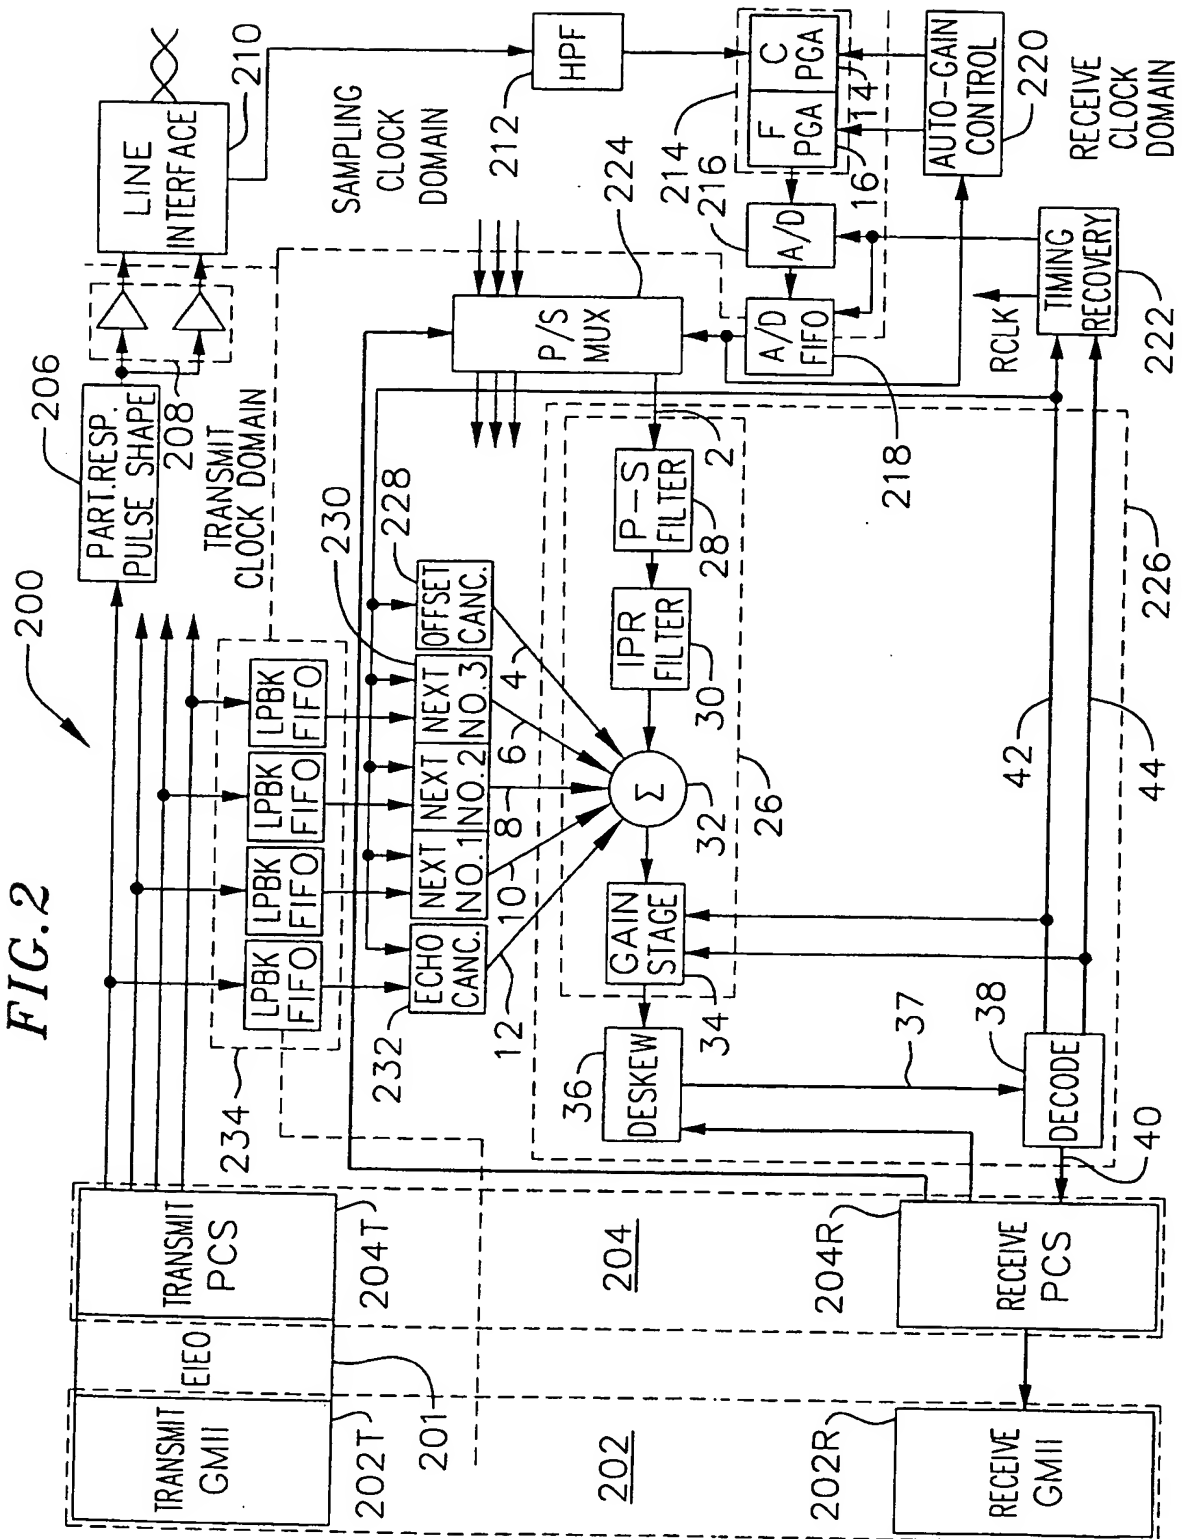 FIG.2
200
206
PART.RESP.
PULSE SHAPE
208
TRANSMIT
CLOCK DOMAIN
LINE
INTERFACE
210
SAMPLING
CLOCK
DOMAIN
HPF
212
214
C
PGA
F
PGA
14
16
AUTO-GAIN
CONTROL
220
RECEIVE
CLOCK
DOMAIN
216
A/D
A/D
FIFO
218
224
P/S
MUX
TIMING
RECOVERY
222
RCLK
LPBK
FIFO
LPBK
FIFO
LPBK
FIFO
LPBK
FIFO
234
232
ECHO
CANC.
NEXT
NO.1
NEXT
NO.2
NEXT
NO.3
230
OFFSET
CANC.
228
12
10
8
6
4
2
P-S
FILTER
28
IPR
FILTER
30
Σ
32
26
GAIN
STAGE
34
DESKEW
36
37
DECODE
38
40
42
44
226
TRANSMIT
PCS
204T
EIEO
201
TRANSMIT
GMII
202T
204
202
204R
RECEIVE
PCS
202R
RECEIVE
GMII